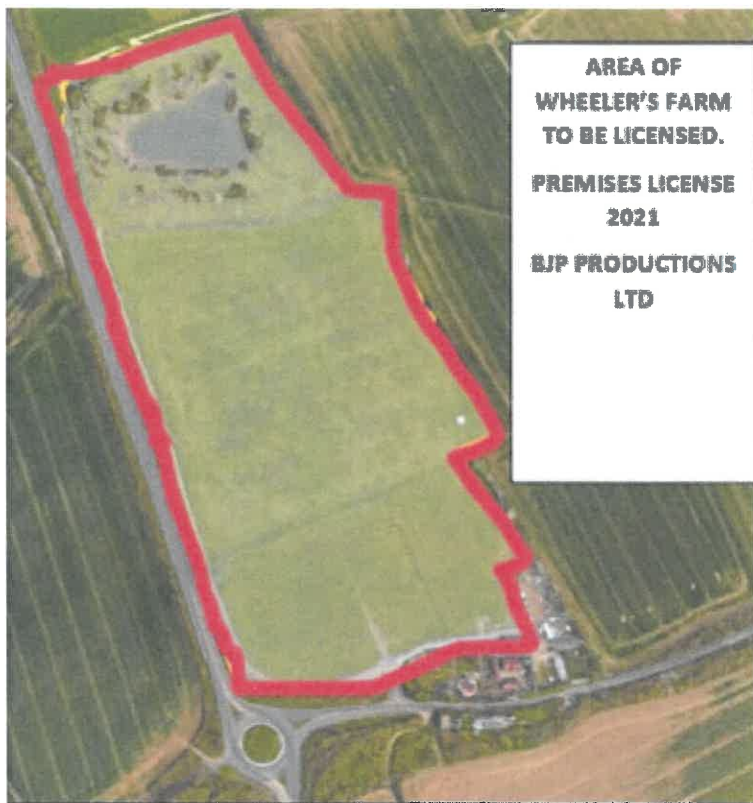 AREA OF
WHEELER'S FARM
TO BE LICENSED.
PREMISES LICENSE
2021
BJP PRODUCTIONS
LTD